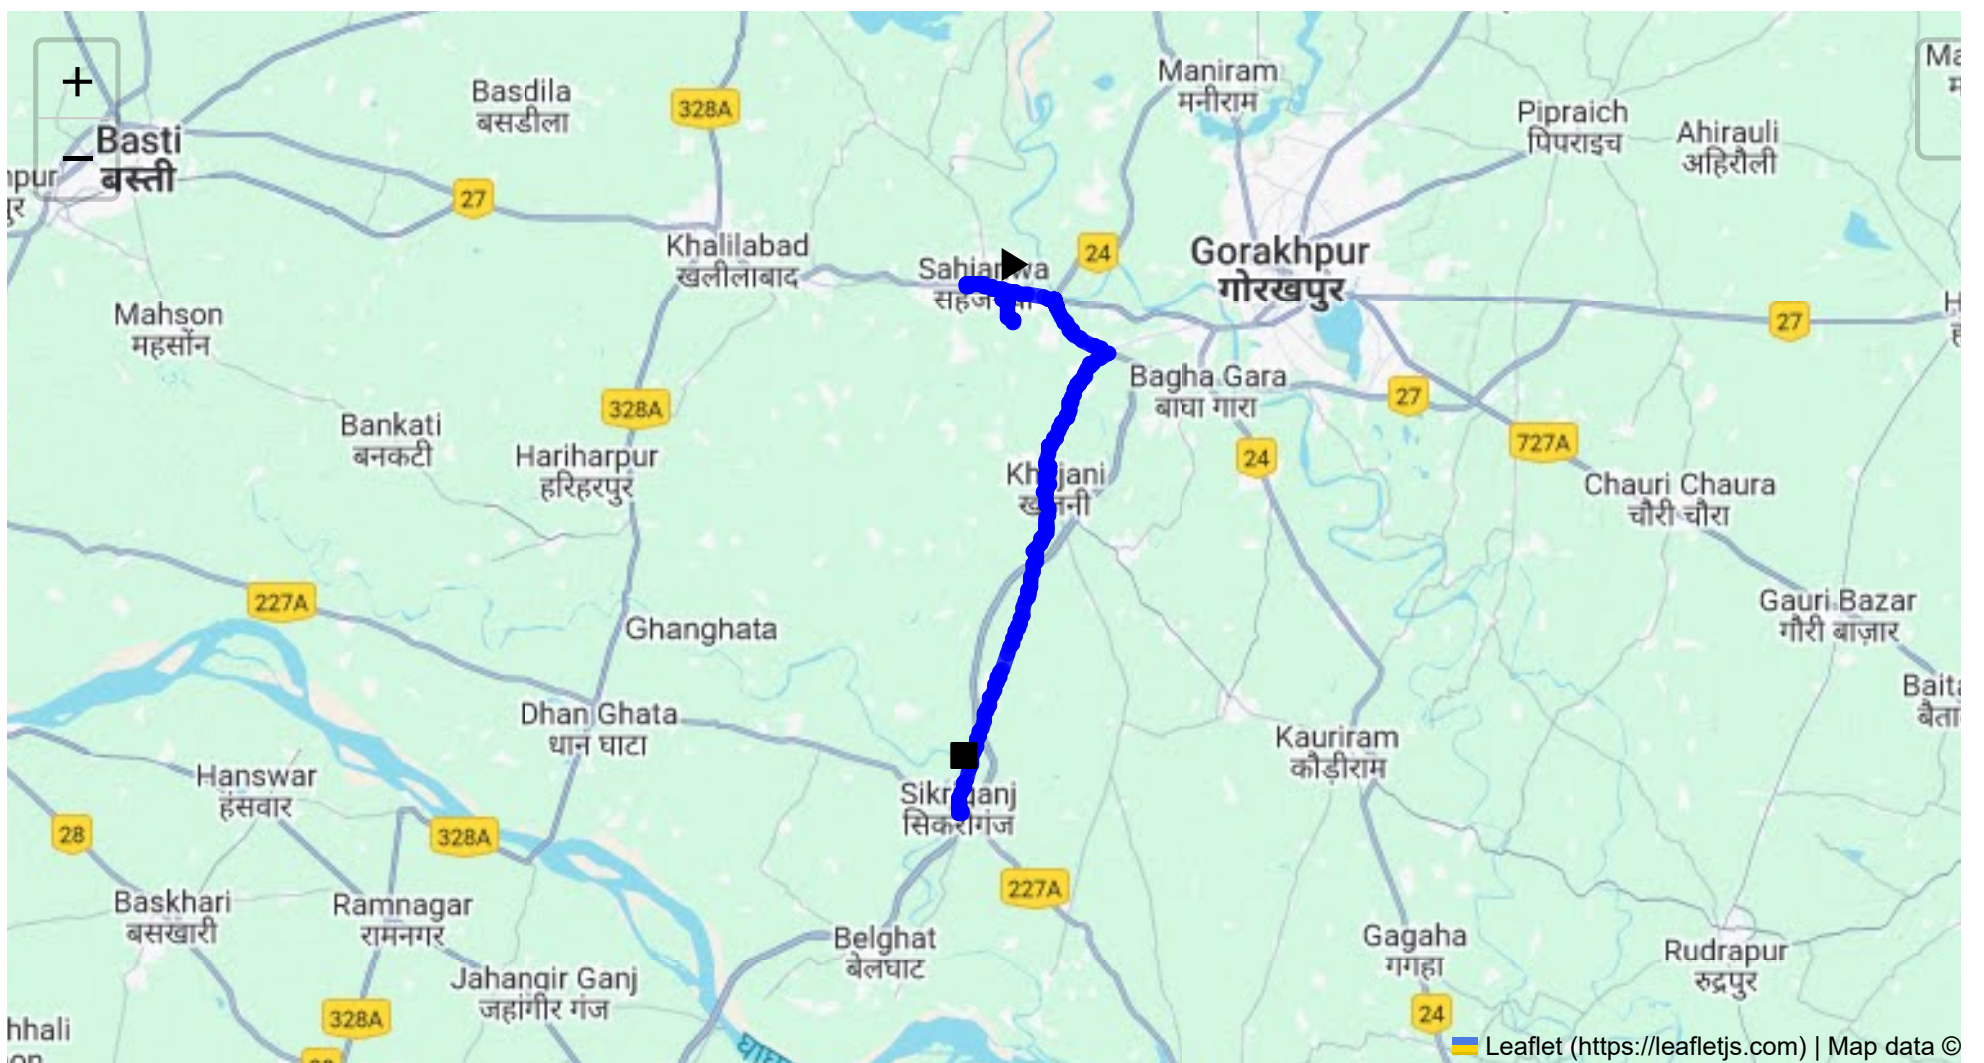 +
−
Basti
बस्ती
Basdila
बसडीला
328A
27
Khalilabad
खलीलाबाद
Maniram
मनीराम
Pipraich
पिपराइच
Ahirauli
अहिरौली
24
Gorakhpur
गोरखपुर
27
Mahson
महसोंन
Bankati
बनकटी
328A
Hariharpur
हरिहरपुर
Bagha Gara
बाघा गारा
27
24
727A
Chauri Chaura
चौरी चौरा
227A
Ghanghata
Gauri Bazar
गौरी बाज़ार
Dhan Ghata
धान घाटा
Kauriram
कौड़ीराम
Hanswar
हंसवार
28
328A
227A
Baskhari
बसखारी
Ramnagar
रामनगर
Belghat
बेलघाट
Gagaha
गगहा
Rudrapur
रुद्रपुर
Jahangir Ganj
जहांगीर गंज
328A
24
Leaflet (https://leafletjs.com) | Map data ©